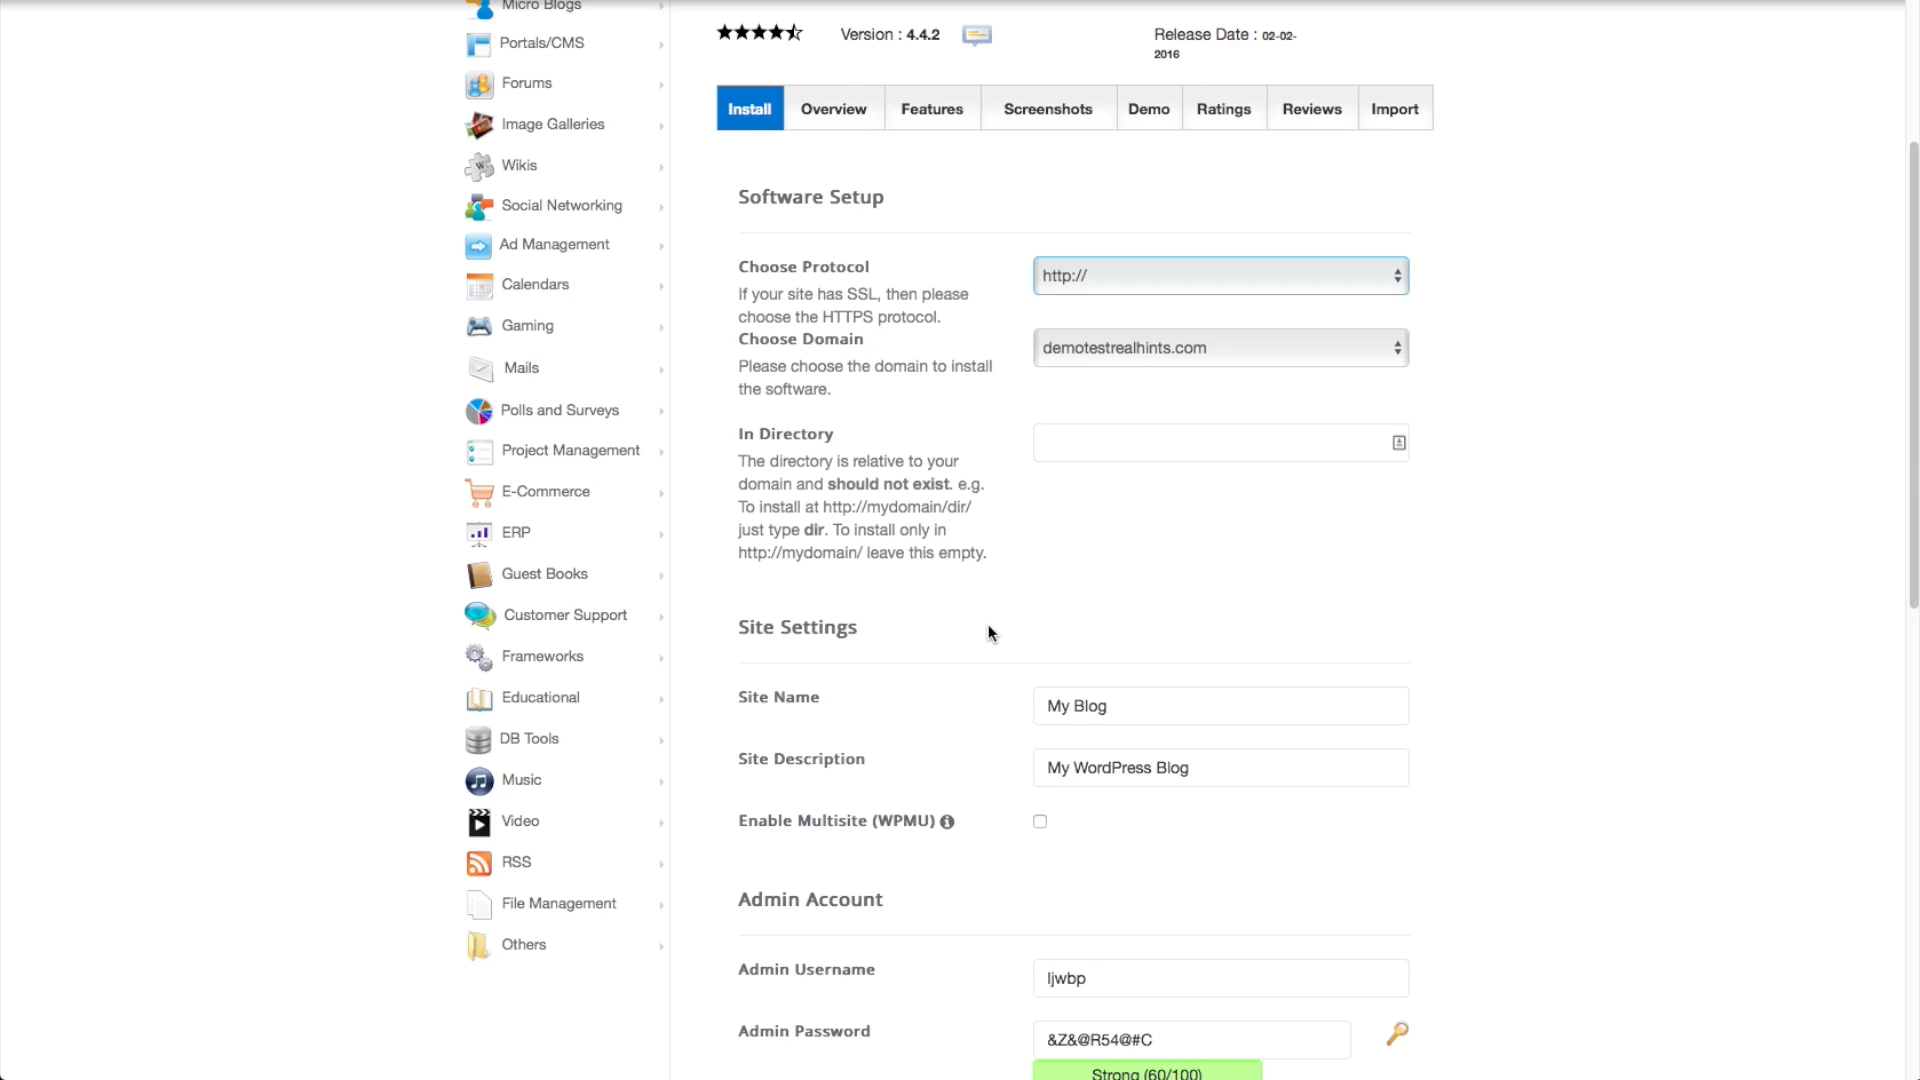 Micro Blogs
Portals/CMS
Forums
Image Galleries
Wikis
Social Networking
Ad Management
Calendars
Gaming
Mails
Polls and Surveys
Project Management
E-Commerce
ERP
Guest Books
Customer Support
Frameworks
Educational
DB Tools
Music
Video
RSS
File Management
Others
Version : 4.4.2
Release Date : 02-02-
2016
Install Overview Features Screenshots Demo Ratings Reviews Import
Software Setup
Choose Protocol
If your site has SSL, then please
choose the HTTPS protocol.
http://
Choose Domain
Please choose the domain to install
the software.
demotestrealhints.com
In Directory
The directory is relative to your
domain and should not exist. e.g.
To install at http://mydomain/dir/
just type dir. To install only in
http://mydomain/ leave this empty.
Site Settings
Site Name
My Blog
Site Description
My WordPress Blog
Enable Multisite (WPMU)
Admin Account
Admin Username
ljwbp
Admin Password
&Z&@R54@#C
Strong (60/100)